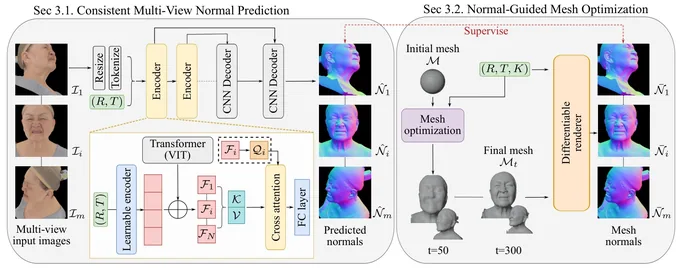 Sec 3.1. Consistent Multi-View Normal Prediction
Resize
Tokenize
(R, T)
Encoder
Encoder
CNN Decoder
CNN Decoder
I₁
Iᵢ
Iₘ
Multi-view
input images
(R, T)
Learnable encoder
Transformer
(VIT)
Fᵢ
Qᵢ
F₁
Fᵢ
F_N
K
V
Cross attention
FC layer
N̂₁
N̂ᵢ
N̂ₘ
Predicted
normals
Sec 3.2. Normal-Guided Mesh Optimization
Supervise
Initial mesh
M
(R, T, K)
Mesh
optimization
Final mesh
Mₜ
t=50
t=300
Differentiable
renderer
Ñ₁
Ñᵢ
Ñₘ
Mesh
normals